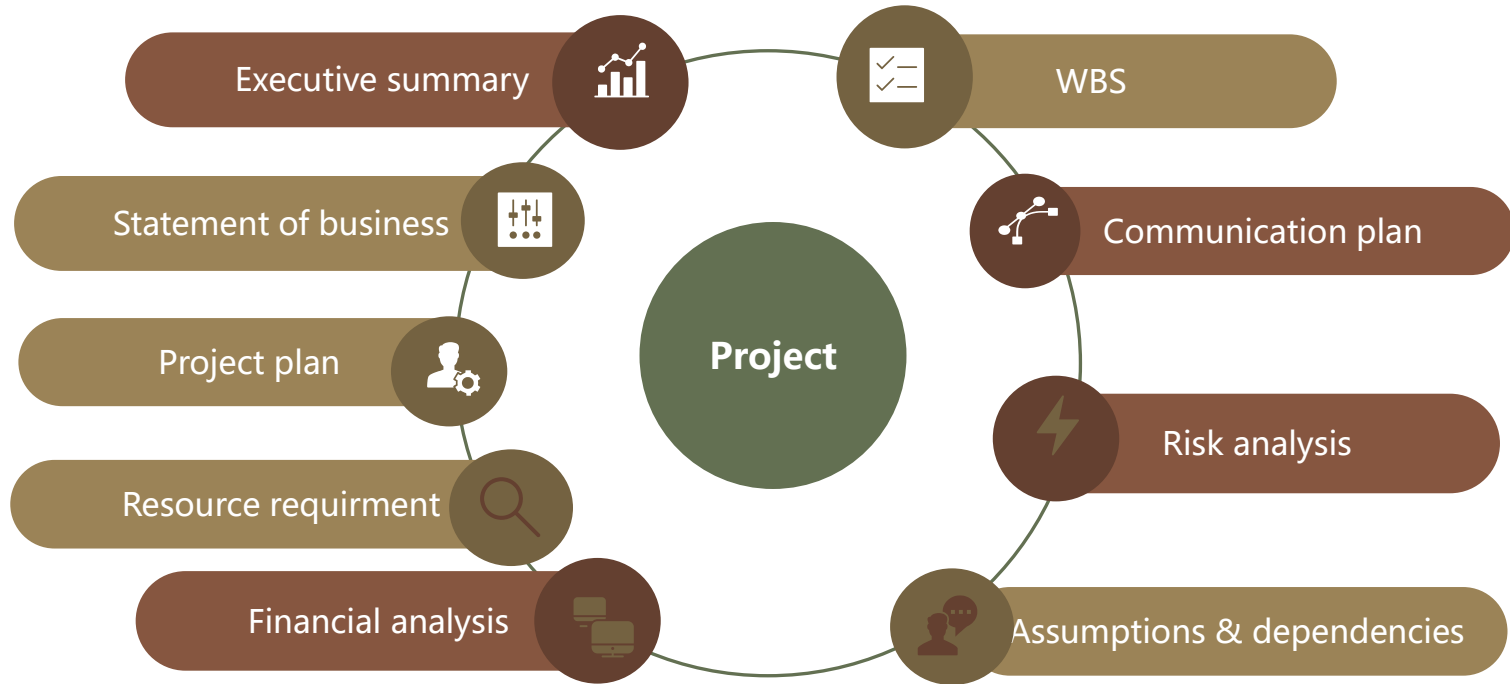 Executive summary
WBS
Statement of business
Communication plan
Project plan
Project
Risk analysis
Resource requirment
Financial analysis
Assumptions & dependencies